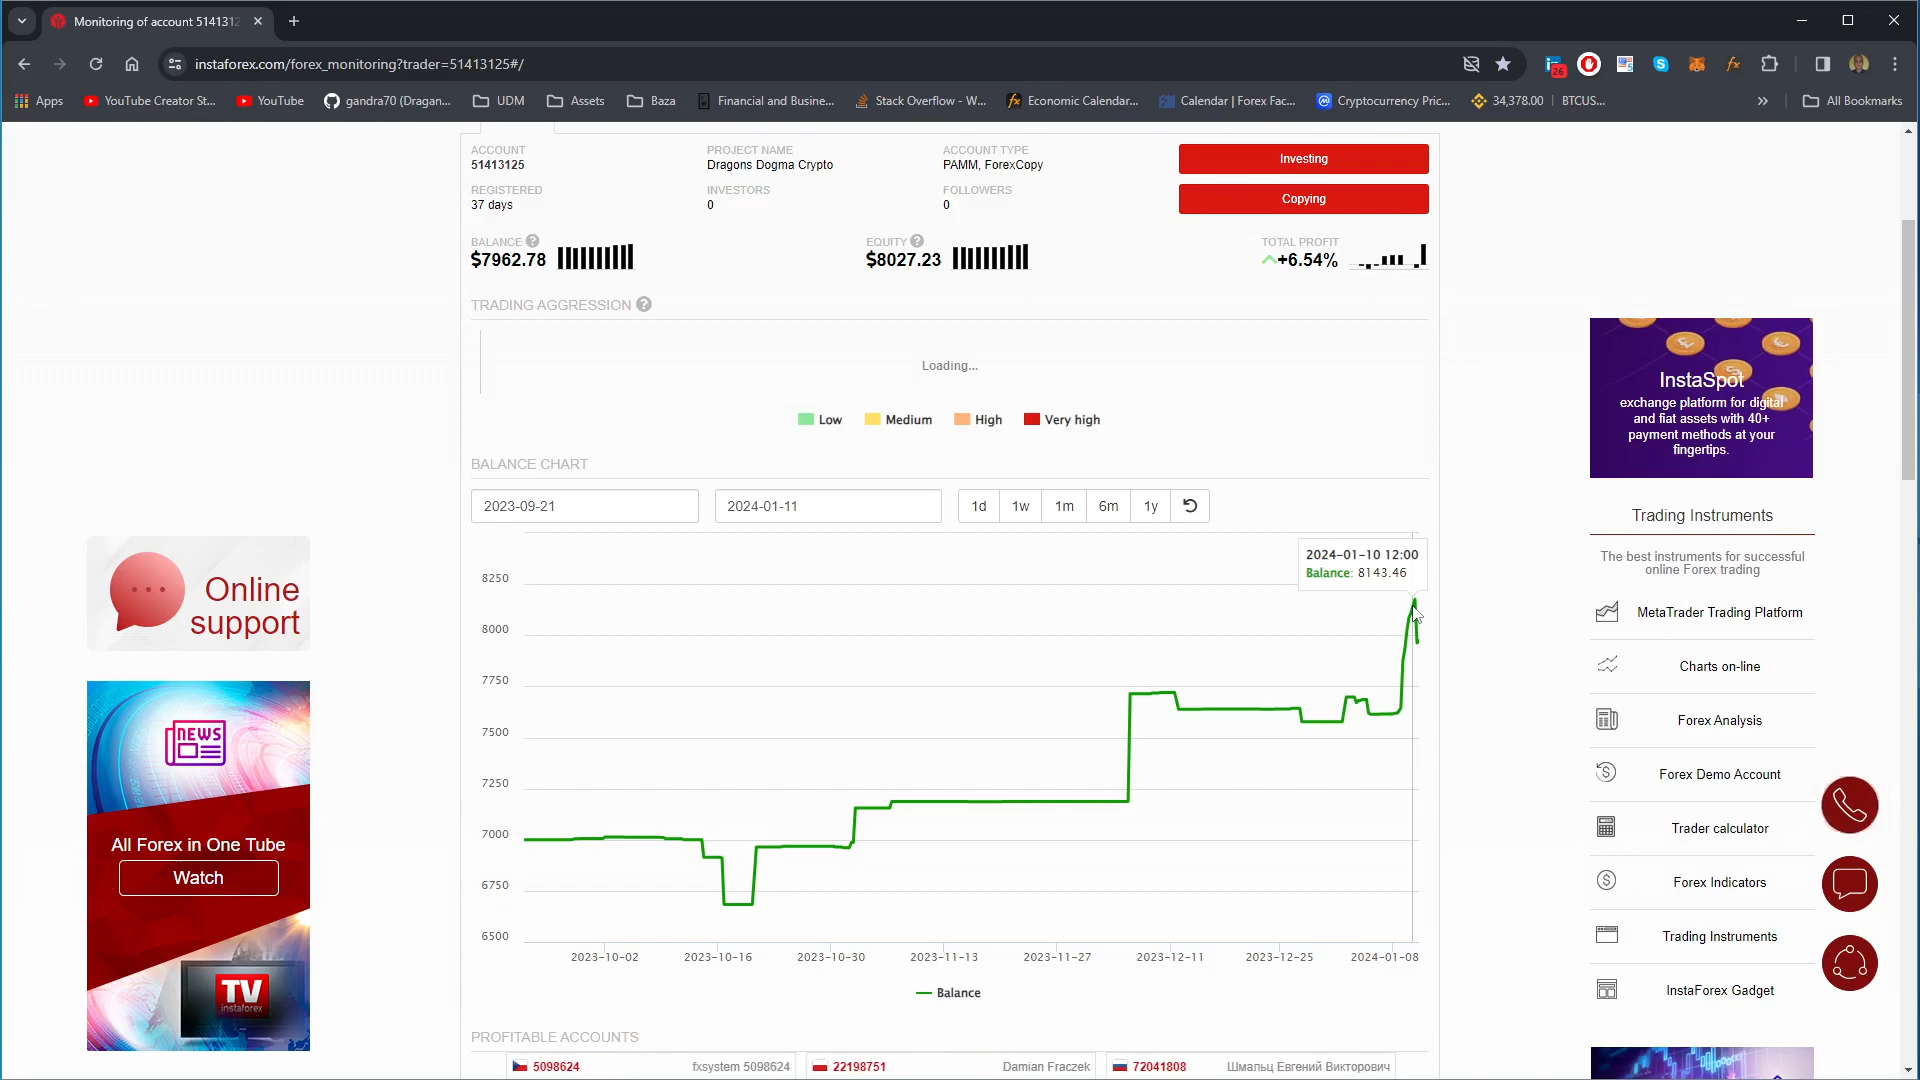 Monitoring of account 5141312
instaforex.com/forex_monitoring?trader=51413125#/
26
Apps
YouTube Creator St...
YouTube
gandra70 (Dragan...
UDM
Assets
Baza
Financial and Busine...
Stack Overflow - W...
Economic Calendar...
Calendar | Forex Fac...
Cryptocurrency Pric...
34,378.00 | BTCUS...
All Bookmarks
ACCOUNT
51413125
PROJECT NAME
Dragons Dogma Crypto
ACCOUNT TYPE
PAMM, ForexCopy
Investing
REGISTERED
37 days
INVESTORS
0
FOLLOWERS
0
Copying
BALANCE ?
$7962.78
EQUITY ?
$8027.23
TOTAL PROFIT
+6.54%
TRADING AGGRESSION ?
Loading...
Low
Medium
High
Very high
BALANCE CHART
2023-09-21
2024-01-11
1d
1w
1m
6m
1y
2024-01-10 12:00
Balance: 8143.46
8250
8000
7750
7500
7250
7000
6750
6500
2023-10-02
2023-10-16
2023-10-30
2023-11-13
2023-11-27
2023-12-11
2023-12-25
2024-01-08
Balance
PROFITABLE ACCOUNTS
5098624
fxsystem 5098624
22198751
Damian Fraczek
72041808
Шмальц Евгений Викторович
Online
support
NEWS
All Forex in One Tube
Watch
TV
instaforex
InstaSpot
exchange platform for digital
and fiat assets with 40+
payment methods at your
fingertips.
Trading Instruments
The best instruments for successful
online Forex trading
MetaTrader Trading Platform
Charts on-line
Forex Analysis
Forex Demo Account
Trader calculator
Forex Indicators
Trading Instruments
InstaForex Gadget